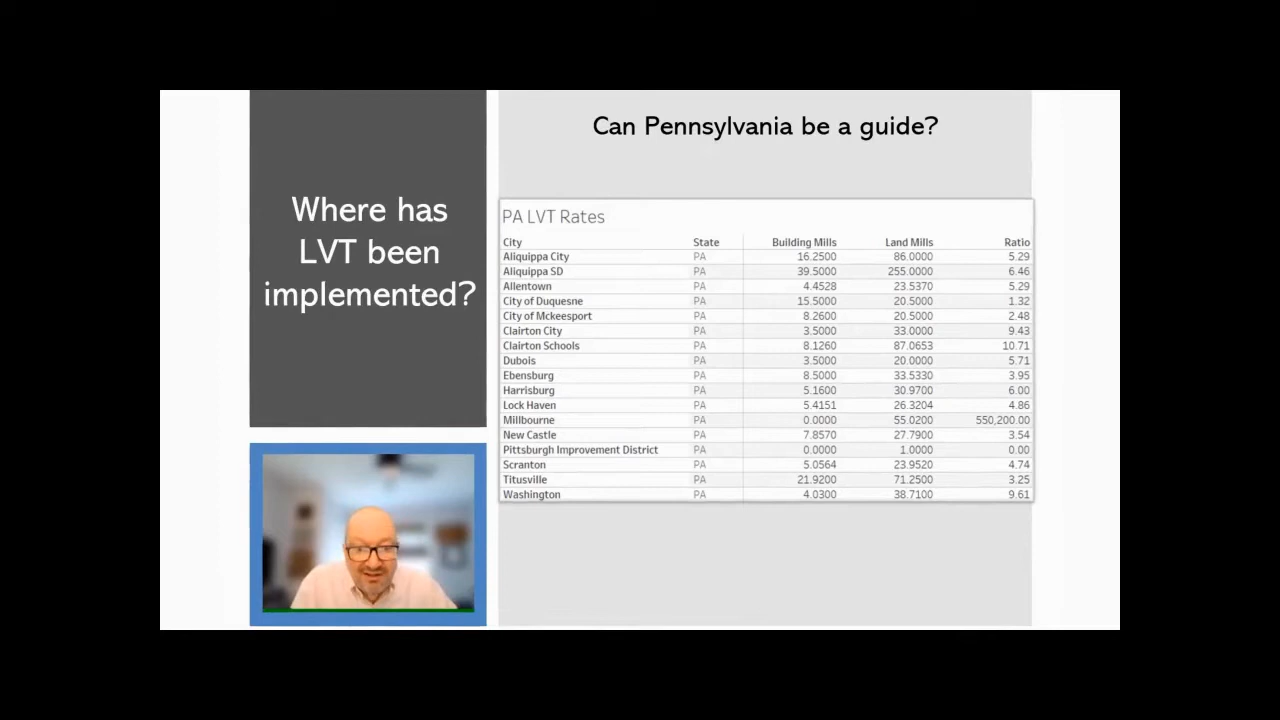 Where has
LVT been
implemented?
Can Pennsylvania be a guide?
PA LVT Rates
City State Building Mills Land Mills Ratio
Aliquippa City PA 16.2500 86.0000 5.29
Aliquippa SD PA 39.5000 255.0000 6.46
Allentown PA 4.4528 23.5370 5.29
City of Duquesne PA 15.5000 20.5000 1.32
City of Mckeesport PA 8.2600 20.5000 2.48
Clairton City PA 3.5000 33.0000 9.43
Clairton Schools PA 8.1260 87.0653 10.71
Dubois PA 3.5000 20.0000 5.71
Ebensburg PA 8.5000 33.5330 3.95
Harrisburg PA 5.1600 30.9700 6.00
Lock Haven PA 5.4151 26.3204 4.86
Millbourne PA 0.0000 55.0200 550,200.00
New Castle PA 7.8570 27.7900 3.54
Pittsburgh Improvement District PA 0.0000 1.0000 0.00
Scranton PA 5.0564 23.9520 4.74
Titusville PA 21.9200 71.2500 3.25
Washington PA 4.0300 38.7100 9.61